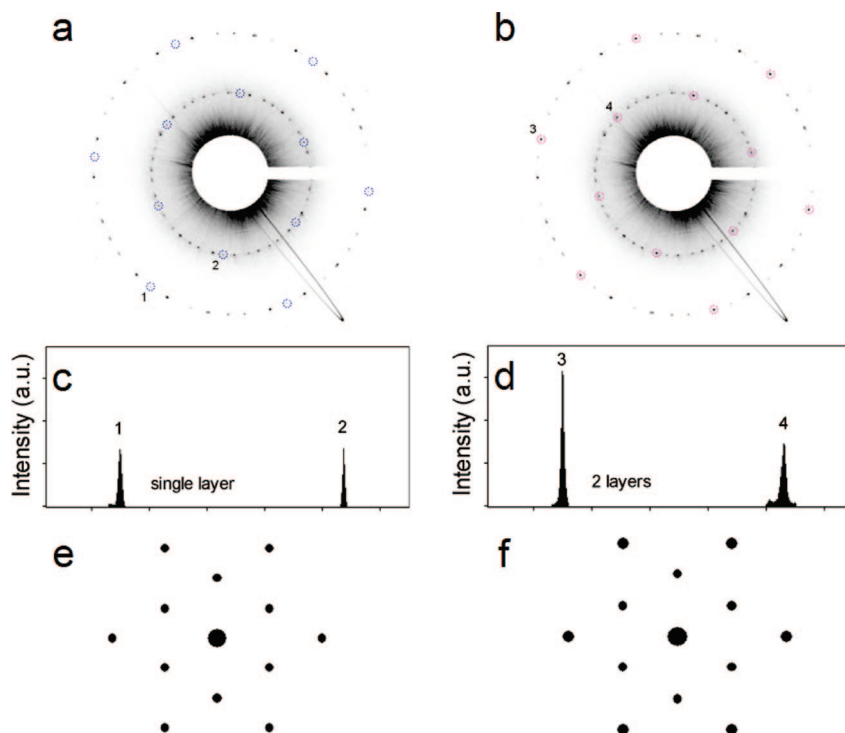 a
b
1
2
3
4
c
Intensity (a.u.)
1
2
single layer
d
Intensity (a.u.)
3
4
2 layers
e
f